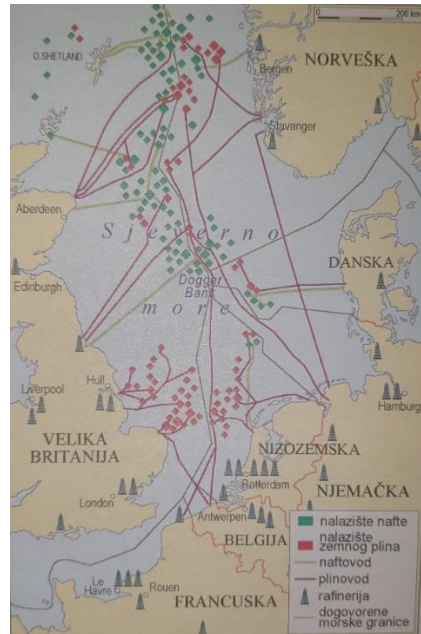 0 200 km
NORVEŠKA
O. SHETLAND
Bergen
Stavanger
Aberdeen
Sjeverno
more
Dogger
Bank
DANSKA
Edinburgh
Liverpool
Hull
Hamburg
VELIKA
BRITANIJA
NIZOZEMSKA
Rotterdam
London
NJEMAČKA
Antwerpen
BELGIJA
Le
Havre
Rouen
FRANCUSKA
nalazište nafte
nalazište
zemnog plina
naftovod
plinovod
rafinerija
dogovorene
morske granice